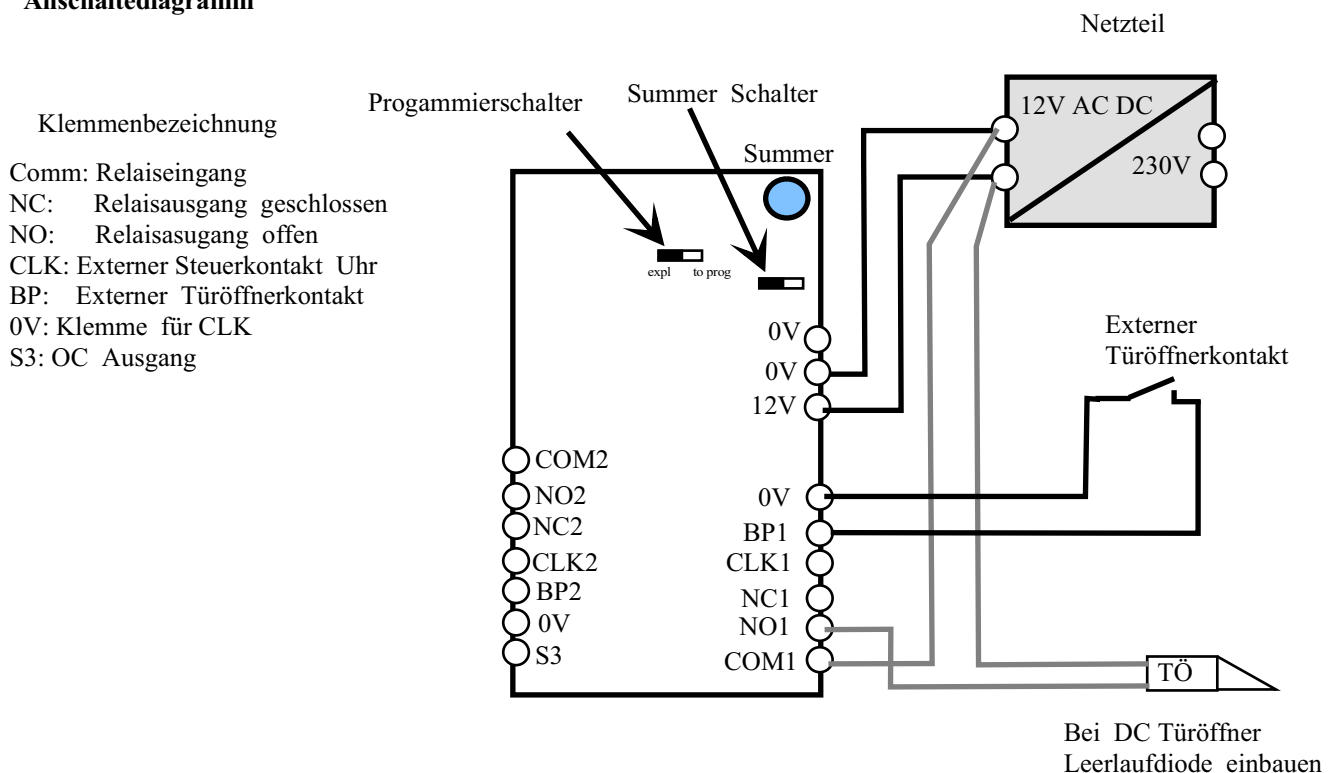 Anschaltediagramm
Netzteil
Progammierschalter
Summer Schalter
Klemmenbezeichnung
12V AC DC
230V
Summer
Comm: Relaiseingang
NC: Relaisausgang geschlossen
NO: Relaisasugang offen
CLK: Externer Steuerkontakt Uhr
BP: Externer Türöffnerkontakt
0V: Klemme für CLK
S3: OC Ausgang
expl to prog
0V
0V
12V
Externer
Türöffnerkontakt
COM2
NO2
NC2
CLK2
BP2
0V
S3
0V
BP1
CLK1
NC1
NO1
COM1
TÖ
Bei DC Türöffner
Leerlaufdiode einbauen